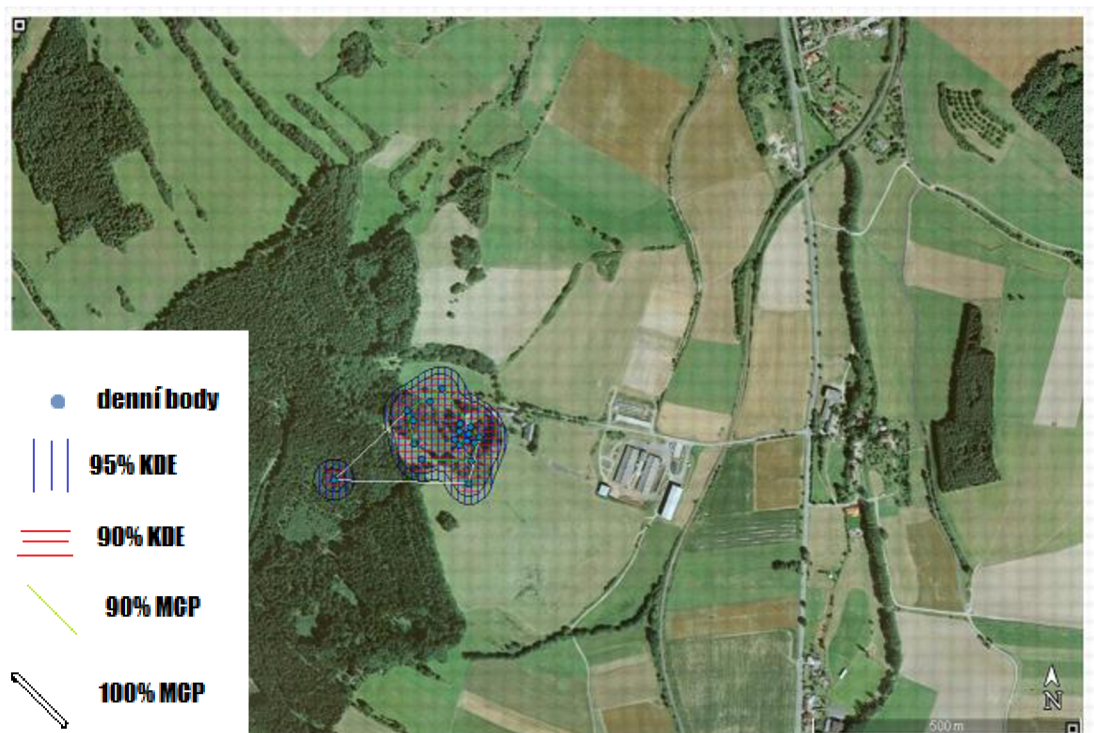 denní body
95% KDE
90% KDE
90% MCP
100% MCP
N
500 m